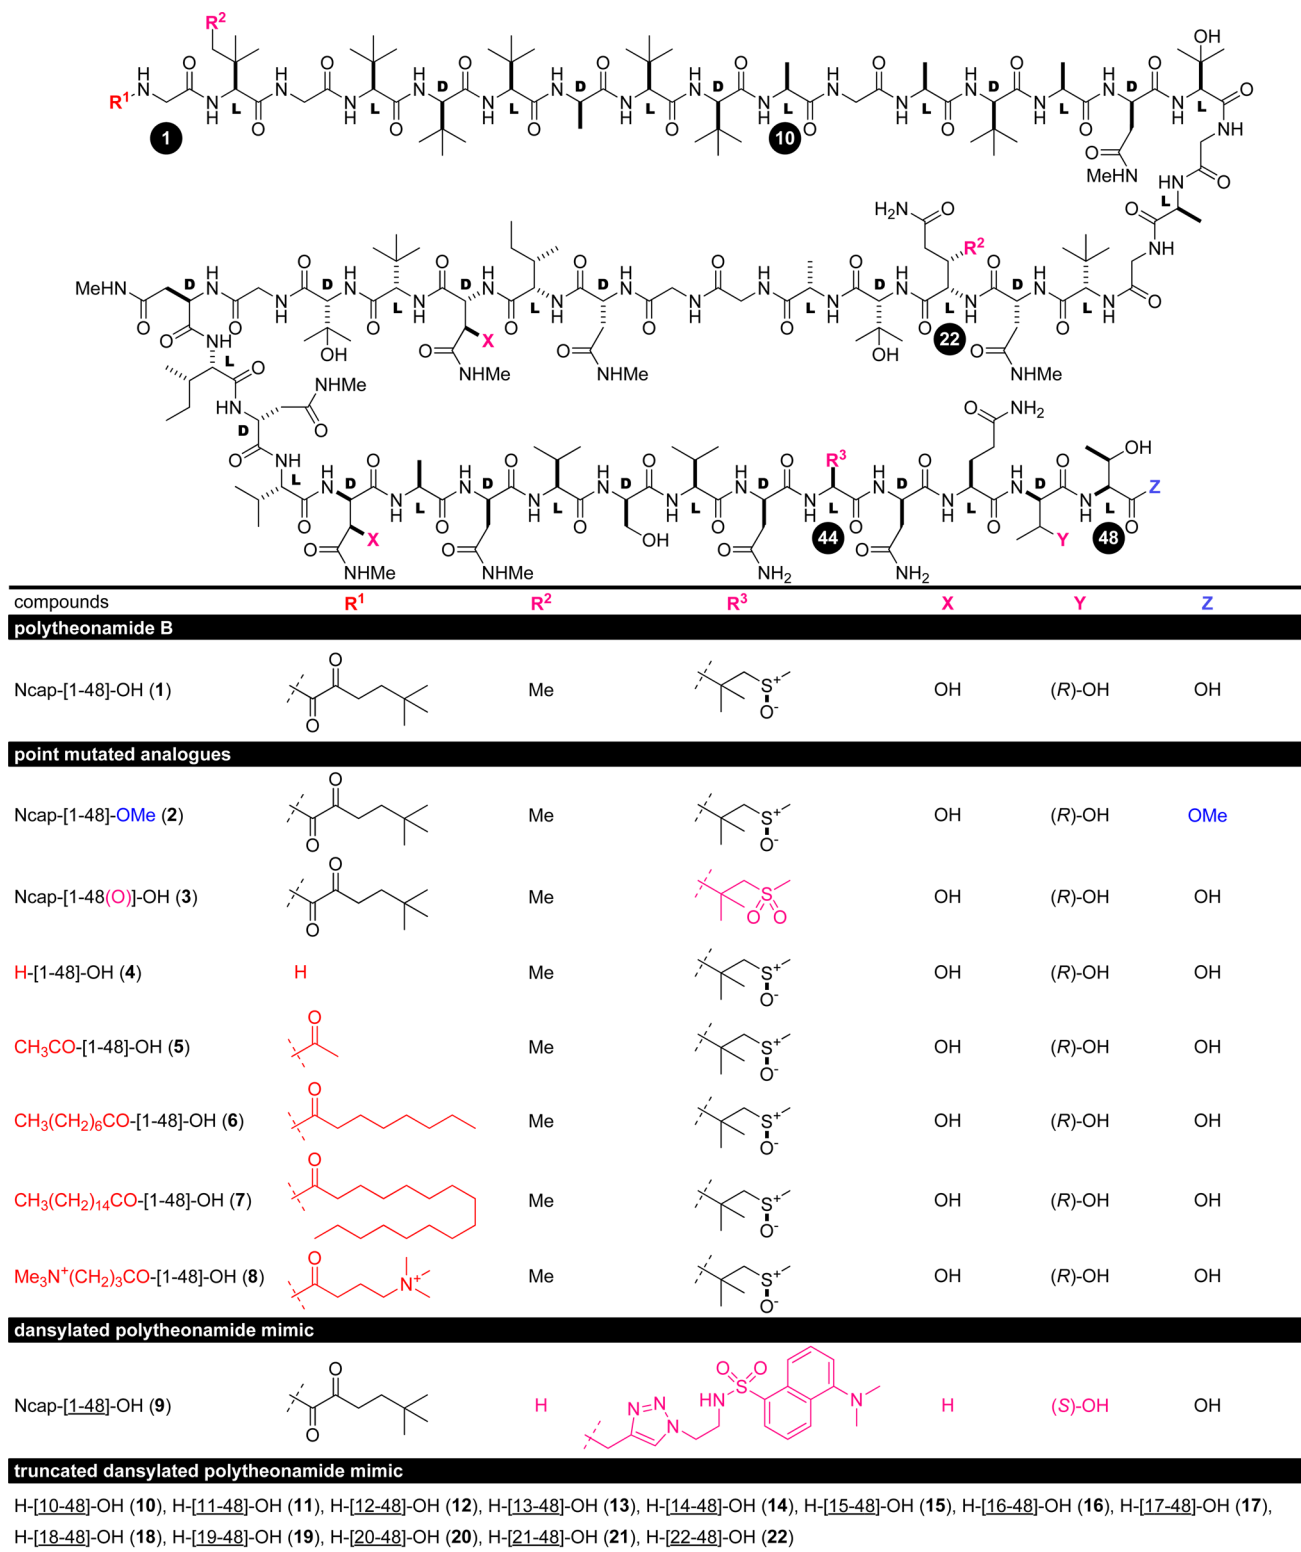 R²
R¹
1
10
22
44
48
R²
R³
X
X
Y
Z
compounds R¹ R² R³ X Y Z
polytheonamide B
Ncap-[1-48]-OH (1) Me OH (R)-OH OH
point mutated analogues
Ncap-[1-48]-OMe (2) Me OH (R)-OH OMe
Ncap-[1-48(O)]-OH (3) Me OH (R)-OH OH
H-[1-48]-OH (4) H Me OH (R)-OH OH
CH₃CO-[1-48]-OH (5) Me OH (R)-OH OH
CH₃(CH₂)₆CO-[1-48]-OH (6) Me OH (R)-OH OH
CH₃(CH₂)₁₄CO-[1-48]-OH (7) Me OH (R)-OH OH
Me₃N⁺(CH₂)₃CO-[1-48]-OH (8) Me OH (R)-OH OH
dansylated polytheonamide mimic
Ncap-[1-48]-OH (9) H H (S)-OH OH
truncated dansylated polytheonamide mimic
H-[10-48]-OH (10), H-[11-48]-OH (11), H-[12-48]-OH (12), H-[13-48]-OH (13), H-[14-48]-OH (14), H-[15-48]-OH (15), H-[16-48]-OH (16), H-[17-48]-OH (17),
H-[18-48]-OH (18), H-[19-48]-OH (19), H-[20-48]-OH (20), H-[21-48]-OH (21), H-[22-48]-OH (22)